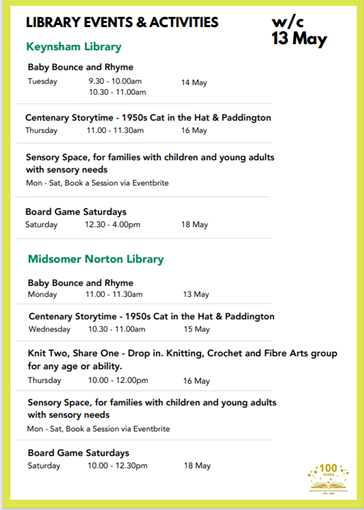 LIBRARY EVENTS & ACTIVITIES
w/c
13 May
Keynsham Library
Baby Bounce and Rhyme
Tuesday 9.30 - 10.00am 14 May
10.30 - 11.00am
Centenary Storytime - 1950s Cat in the Hat & Paddington
Thursday 11.00 - 11.30am 16 May
Sensory Space, for families with children and young adults
with sensory needs
Mon - Sat, Book a Session via Eventbrite
Board Game Saturdays
Saturday 12.30 - 4.00pm 18 May
Midsomer Norton Library
Baby Bounce and Rhyme
Monday 11.00 - 11.30am 13 May
Centenary Storytime - 1950s Cat in the Hat & Paddington
Wednesday 10.30 - 11.00am 15 May
Knit Two, Share One - Drop in. Knitting, Crochet and Fibre Arts group
for any age or ability.
Thursday 10.00 - 12.00pm 16 May
Sensory Space, for families with children and young adults
with sensory needs
Mon - Sat, Book a Session via Eventbrite
Board Game Saturdays
Saturday 10.00 - 12.30pm 18 May
100
YEARS